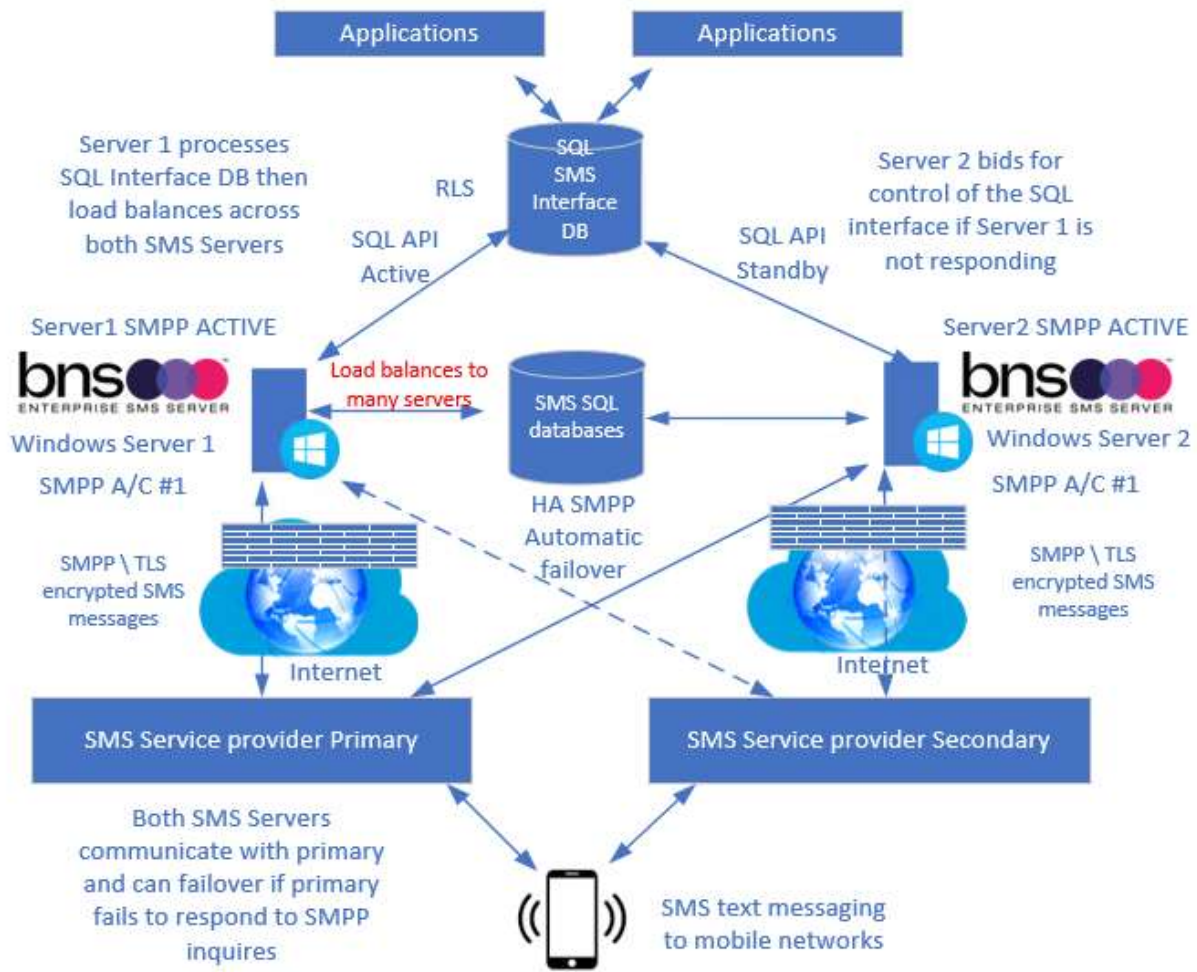 Applications
Applications
Server 1 processes
SQL Interface DB then
load balances across
both SMS Servers
RLS
SQL
SMS
Interface
DB
Server 2 bids for
control of the SQL
interface if Server 1 is
not responding
SQL API
Active
SQL API
Standby
Server1 SMPP ACTIVE
bns
ENTERPRISE SMS SERVER
Windows Server 1
SMPP A/C #1
Load balances to
many servers
SMS SQL
databases
Server2 SMPP ACTIVE
bns
ENTERPRISE SMS SERVER
Windows Server 2
SMPP A/C #1
HA SMPP
Automatic
failover
SMPP \ TLS
encrypted SMS
messages
Internet
SMPP \ TLS
encrypted SMS
messages
Internet
SMS Service provider Primary
SMS Service provider Secondary
Both SMS Servers
communicate with primary
and can failover if primary
fails to respond to SMPP
inquires
SMS text messaging
to mobile networks